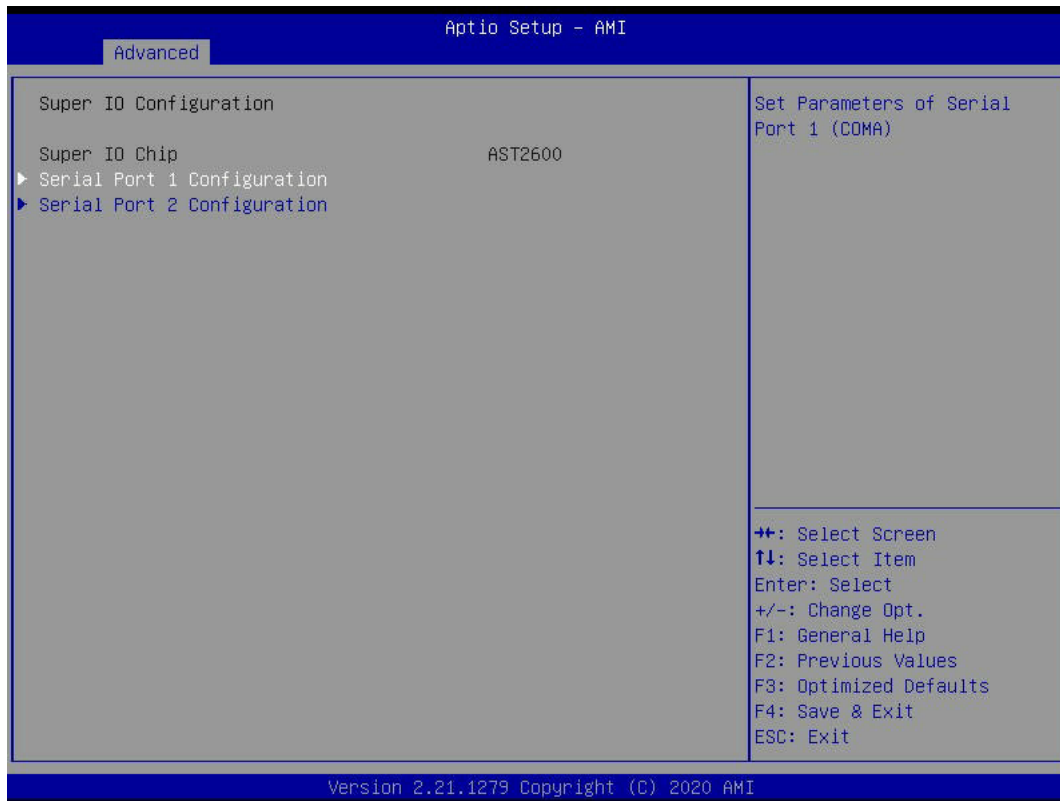 Aptio Setup – AMI
Advanced
Super IO Configuration
Super IO Chip AST2600
▶ Serial Port 1 Configuration
▶ Serial Port 2 Configuration
Set Parameters of Serial
Port 1 (COMA)
→←: Select Screen
↑↓: Select Item
Enter: Select
+/-: Change Opt.
F1: General Help
F2: Previous Values
F3: Optimized Defaults
F4: Save & Exit
ESC: Exit
Version 2.21.1279 Copyright (C) 2020 AMI